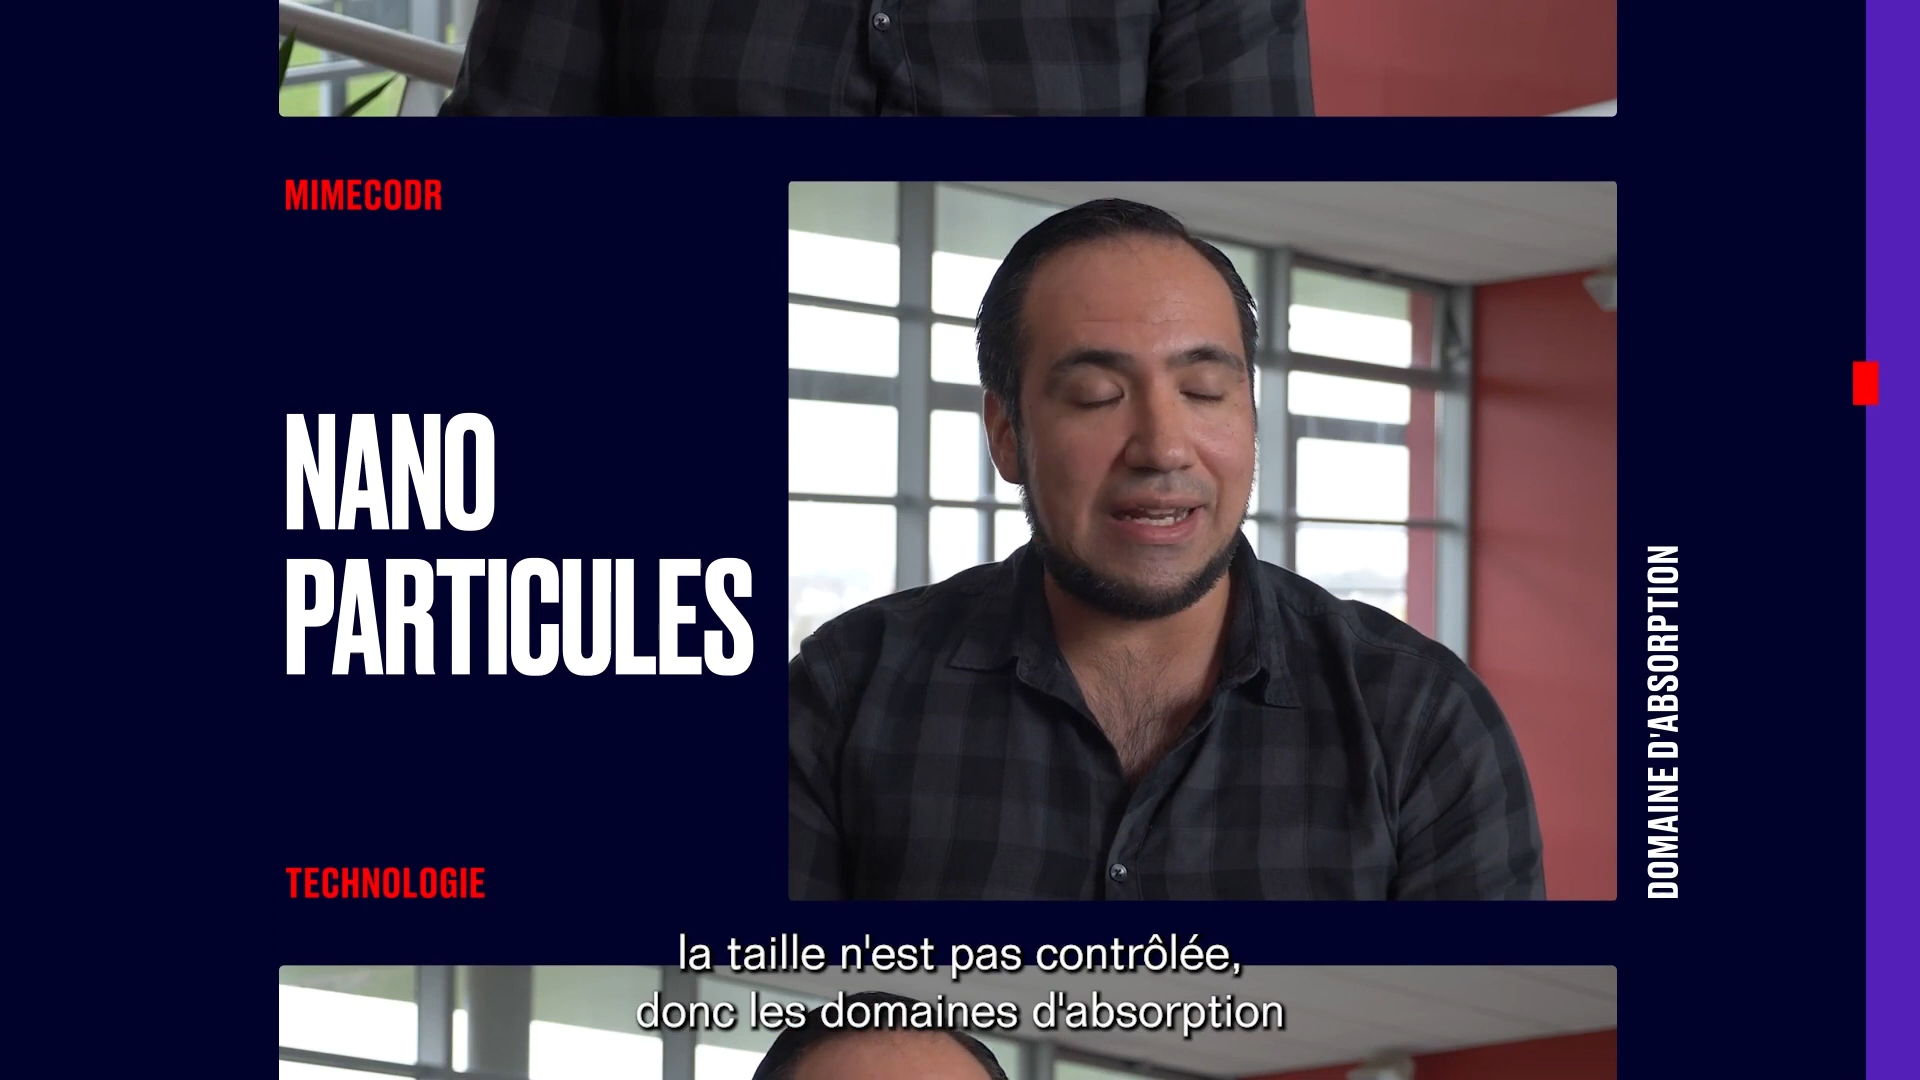 MIMECODR
NANO
PARTICULES
TECHNOLOGIE
DOMAINE D'ABSORPTION
la taille n'est pas contrôlée,
donc les domaines d'absorption